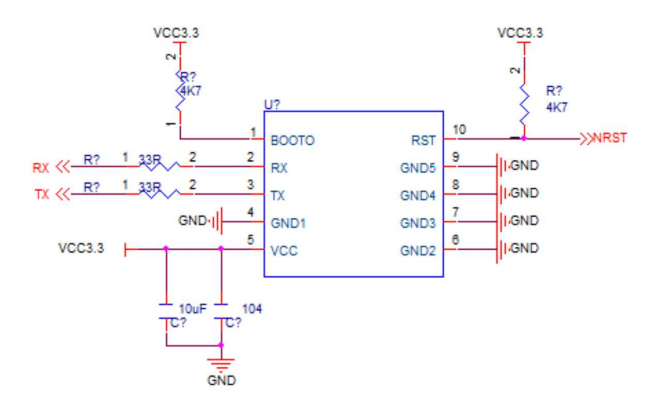 VCC3.3 VCC3.3
2 2
R? R?
4K7 4K7
1 1
U?
1 BOOTO RST 10 NRST
RX R? 1 33R 2 2 RX GND5 9 GND
TX R? 1 33R 2 3 TX GND4 8 GND
GND 4 GND1 GND3 7 GND
VCC3.3 5 VCC GND2 6 GND
10uF 104
C? C?
GND